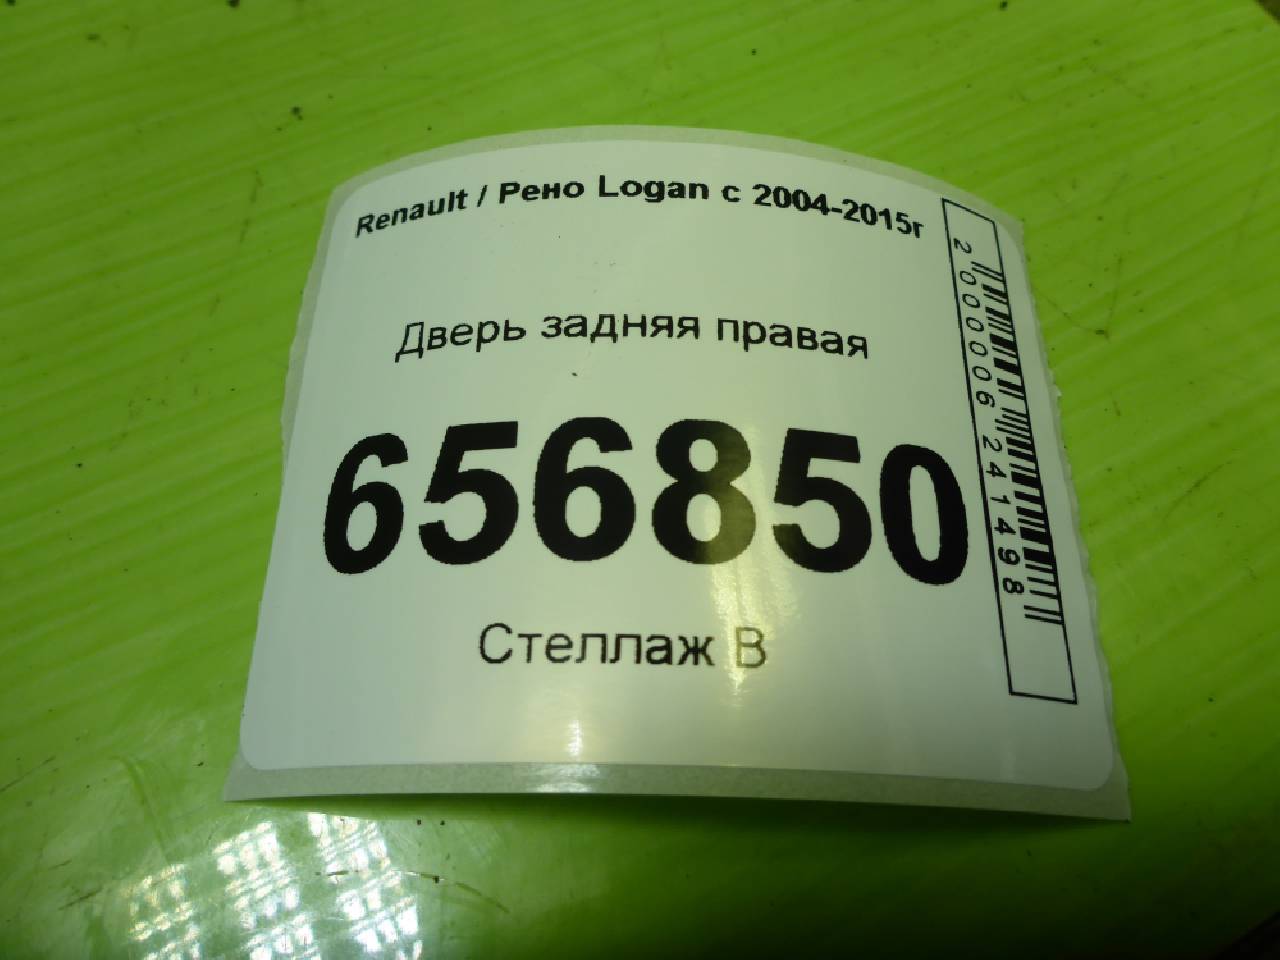 Renault / Рено Logan с 2004-2015г
Дверь задняя правая
656850
Стеллаж В
2000006241498